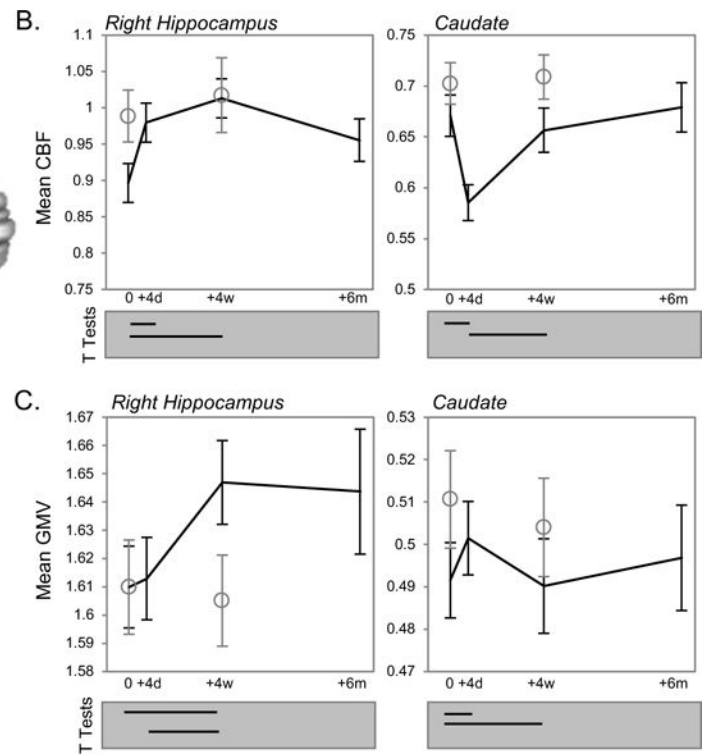 B.
Right Hippocampus
Caudate
Mean CBF
1.1
1.05
1
0.95
0.9
0.85
0.8
0.75
0 +4d +4w +6m
0.75
0.7
0.65
0.6
0.55
0.5
0 +4d +4w +6m
T Tests
C.
Right Hippocampus
Caudate
Mean GMV
1.67
1.66
1.65
1.64
1.63
1.62
1.61
1.6
1.59
1.58
0 +4d +4w +6m
0.53
0.52
0.51
0.5
0.49
0.48
0.47
0 +4d +4w +6m
T Tests